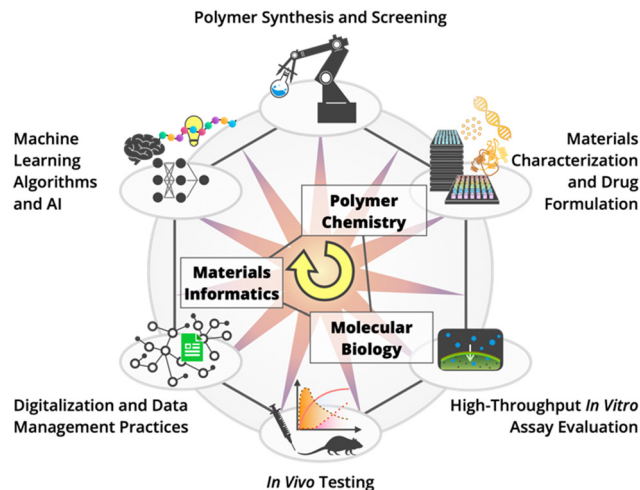 Polymer Synthesis and Screening
Machine
Learning
Algorithms
and AI
Materials
Characterization
and Drug
Formulation
Polymer
Chemistry
Materials
Informatics
Molecular
Biology
Digitalization and Data
Management Practices
High-Throughput In Vitro
Assay Evaluation
In Vivo Testing